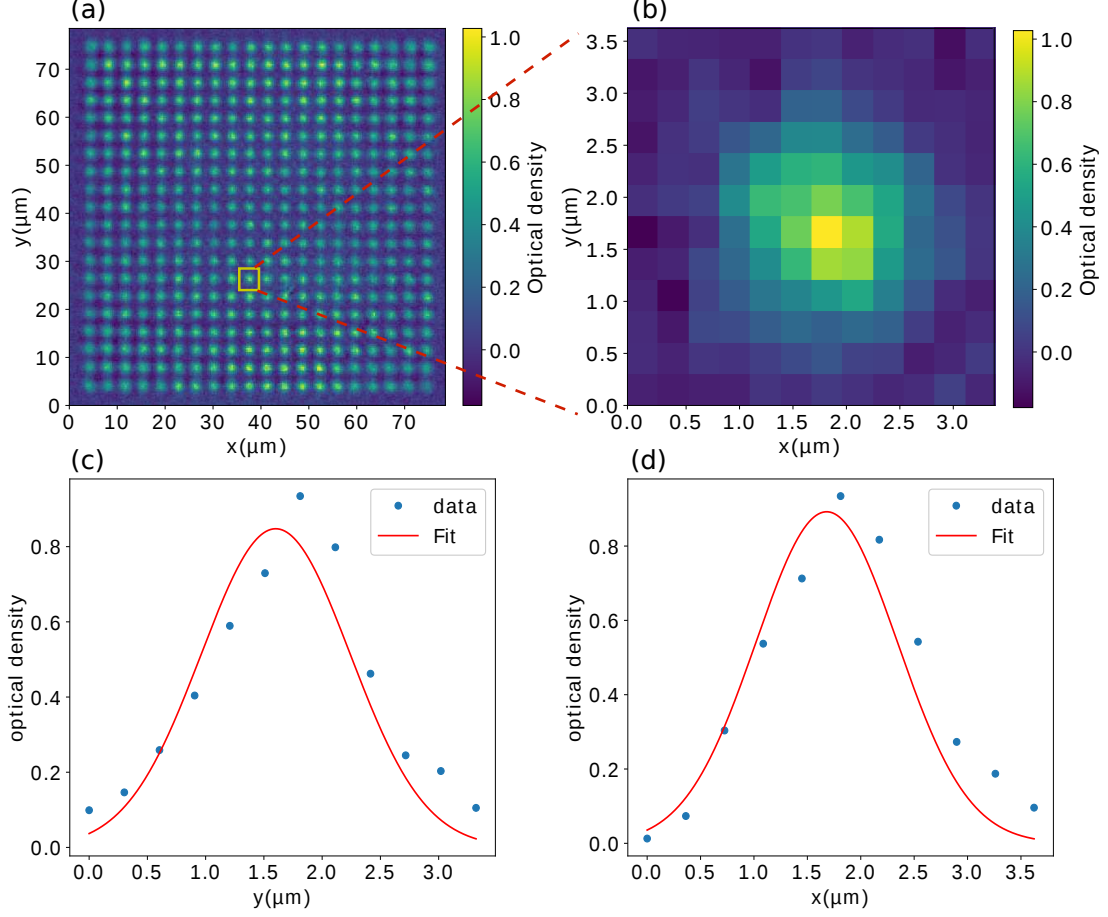 (a)
70
60
50
40
30
20
10
0
y(μm)
0 10 20 30 40 50 60 70
x(μm)
1.0
0.8
0.6
0.4
0.2
0.0
Optical density
(b)
3.5
3.0
2.5
2.0
1.5
1.0
0.5
0.0
y(μm)
0.0 0.5 1.0 1.5 2.0 2.5 3.0
x(μm)
1.0
0.8
0.6
0.4
0.2
0.0
Optical density
(c)
0.8
0.6
0.4
0.2
0.0
optical density
data
Fit
0.0 0.5 1.0 1.5 2.0 2.5 3.0
y(μm)
(d)
0.8
0.6
0.4
0.2
0.0
optical density
data
Fit
0.0 0.5 1.0 1.5 2.0 2.5 3.0 3.5
x(μm)